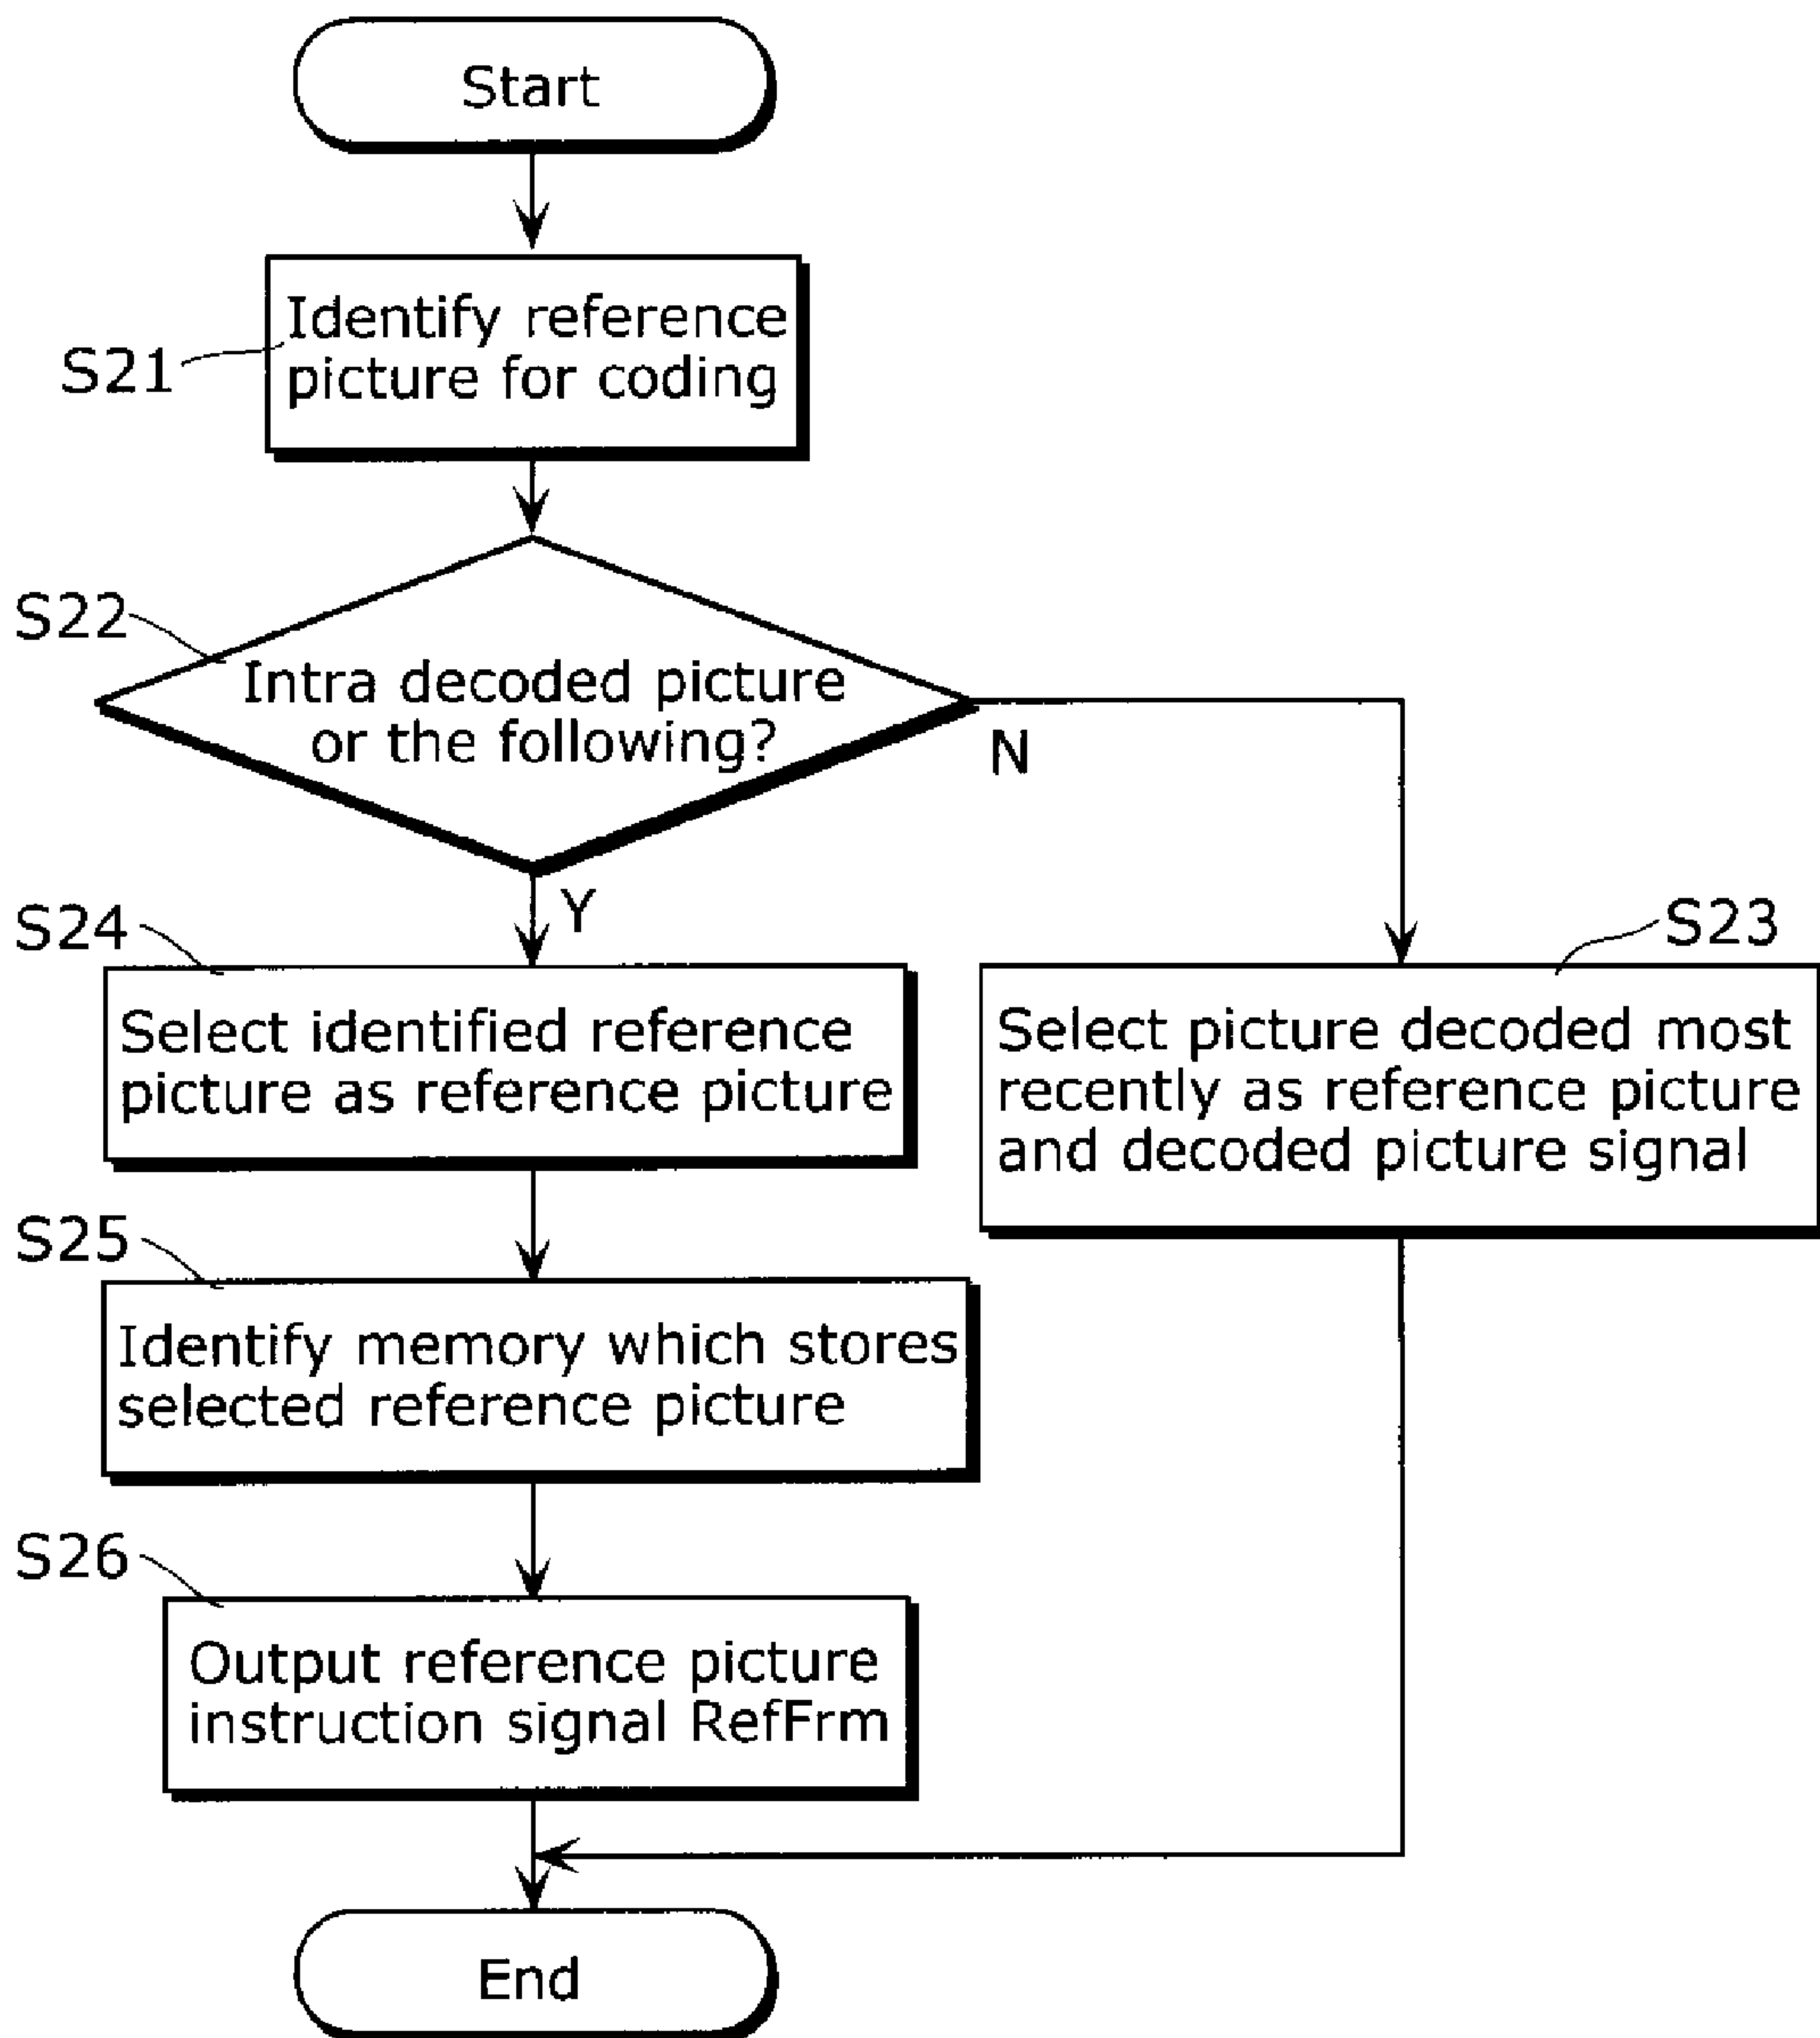 Start
S21
Identify reference
picture for coding
S22
Intra decoded picture
or the following?
N
Y
S24
Select identified reference
picture as reference picture
S23
Select picture decoded most
recently as reference picture
and decoded picture signal
S25
Identify memory which stores
selected reference picture
S26
Output reference picture
instruction signal RefFrm
End